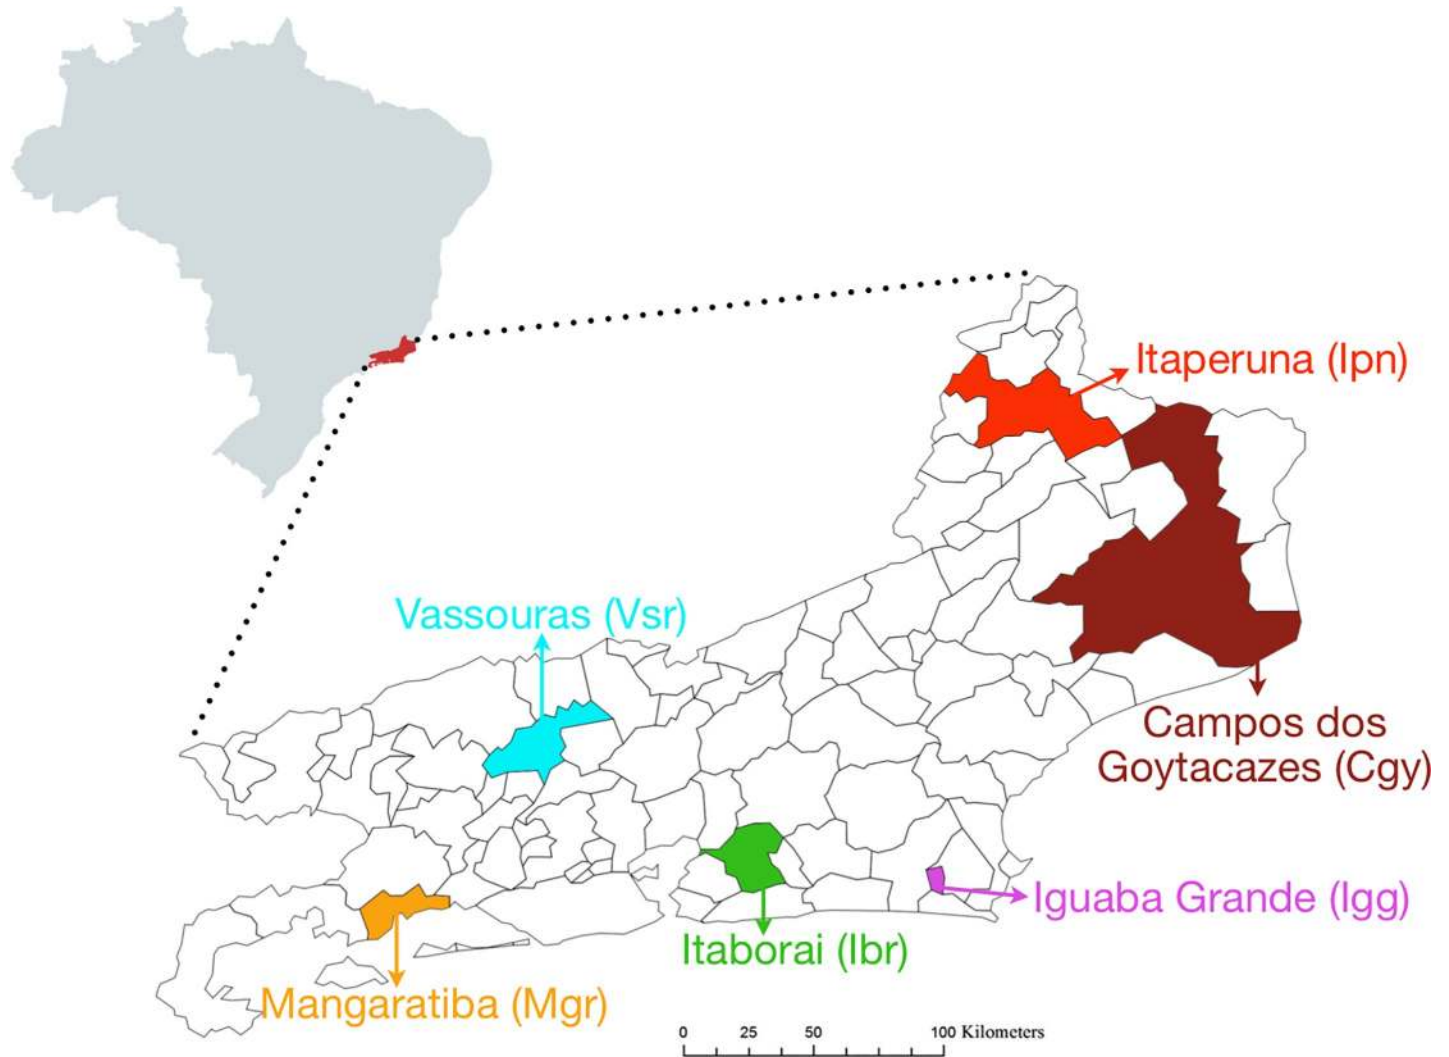 Itaperuna (Ipn)
Vassouras (Vsr)
Campos dos
Goytacazes (Cgy)
Iguaba Grande (Igg)
Itaborai (Ibr)
Mangaratiba (Mgr)
0 25 50 100 Kilometers